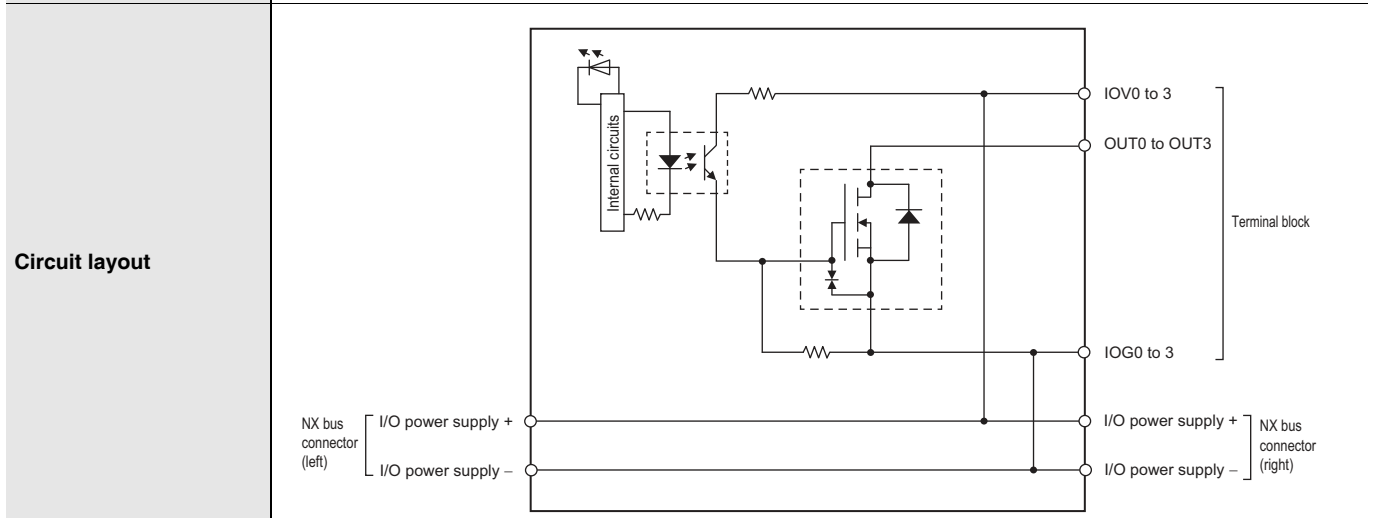 Circuit layout
Internal circuits
IOV0 to 3
OUT0 to OUT3
Terminal block
IOG0 to 3
NX bus
connector
(left)
I/O power supply +
I/O power supply −
I/O power supply +
I/O power supply −
NX bus
connector
(right)